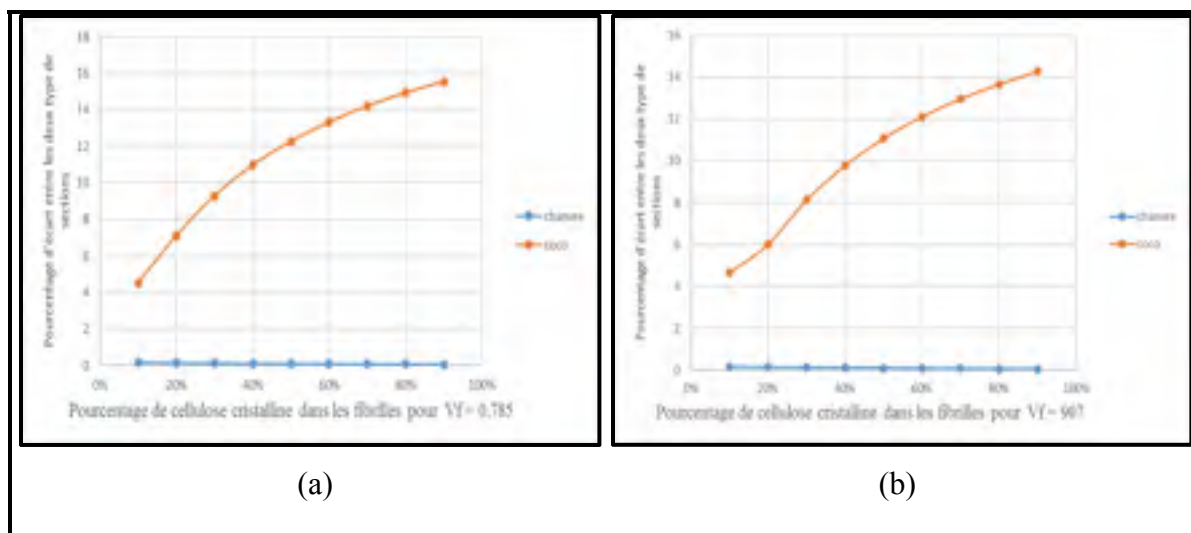 Pourcentage d'écart entre les deux type de
sections
18
16
14
12
10
8
6
4
2
0
0%
20%
40%
60%
80%
100%
chanvre
coco
Pourcentage de cellulose cristalline dans les fibrilles pour Vf = 0,785
(a)
Pourcentage d'écart entre les deux type de
sections
16
14
12
10
8
6
4
2
0
0%
20%
40%
60%
80%
100%
chanvre
coco
Pourcentage de cellulose cristalline dans les fibrilles pour Vf = 907
(b)